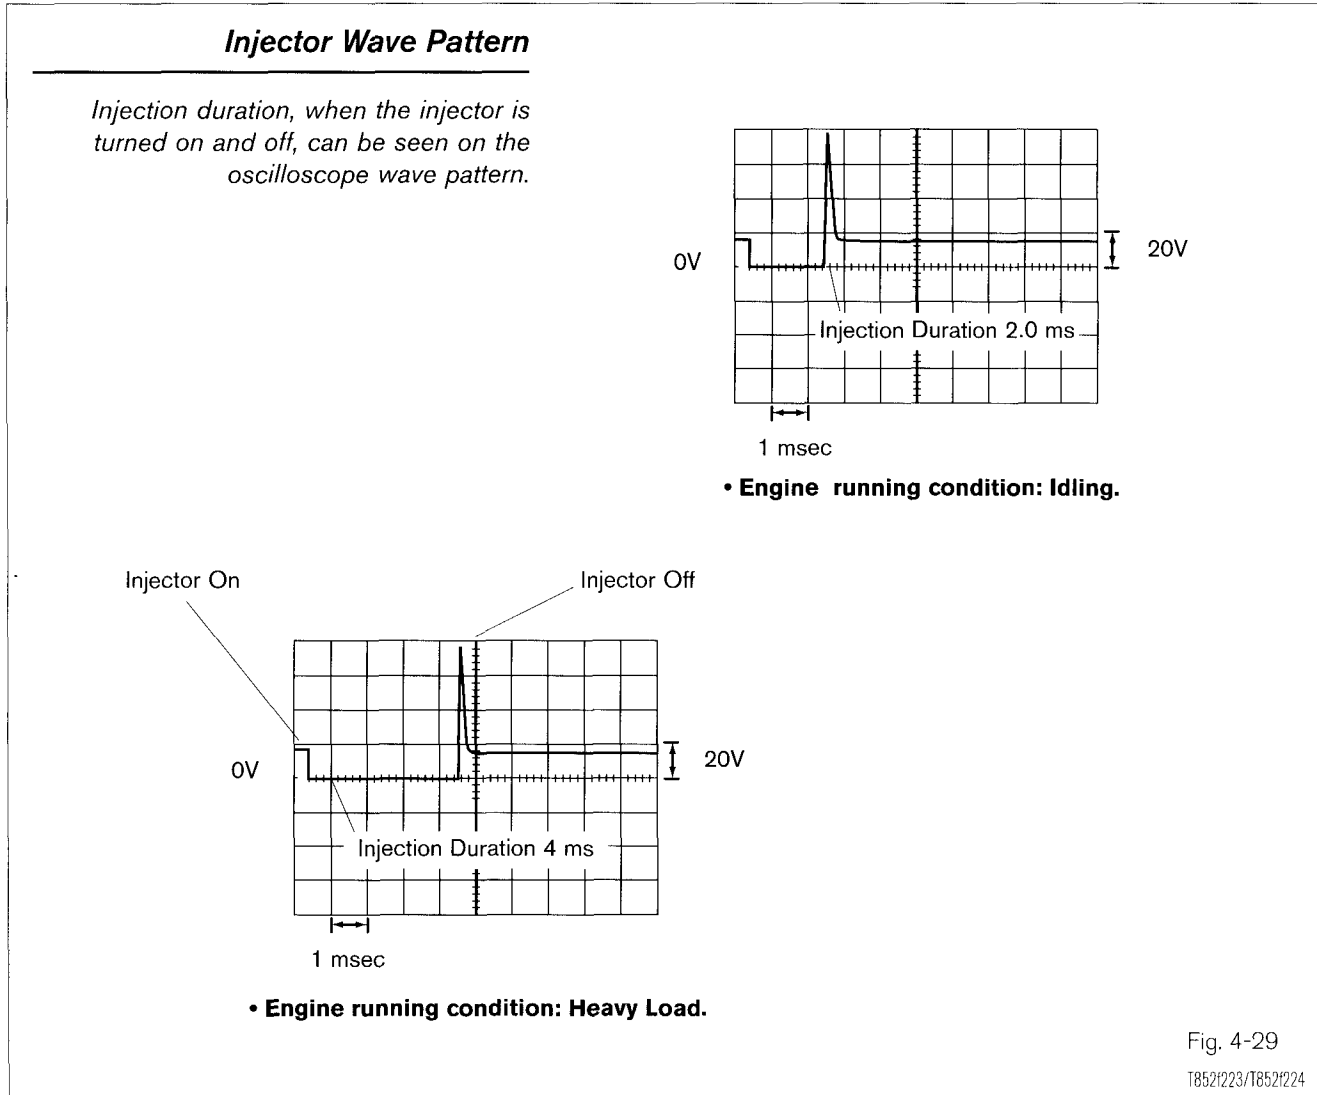 Injector Wave Pattern
Injection duration, when the injector is
turned on and off, can be seen on the
oscilloscope wave pattern.
0V
20V
Injection Duration 2.0 ms
1 msec
• Engine running condition: Idling.
Injector On
Injector Off
0V
20V
Injection Duration 4 ms
1 msec
• Engine running condition: Heavy Load.
Fig. 4-29
T852f223/T852f224